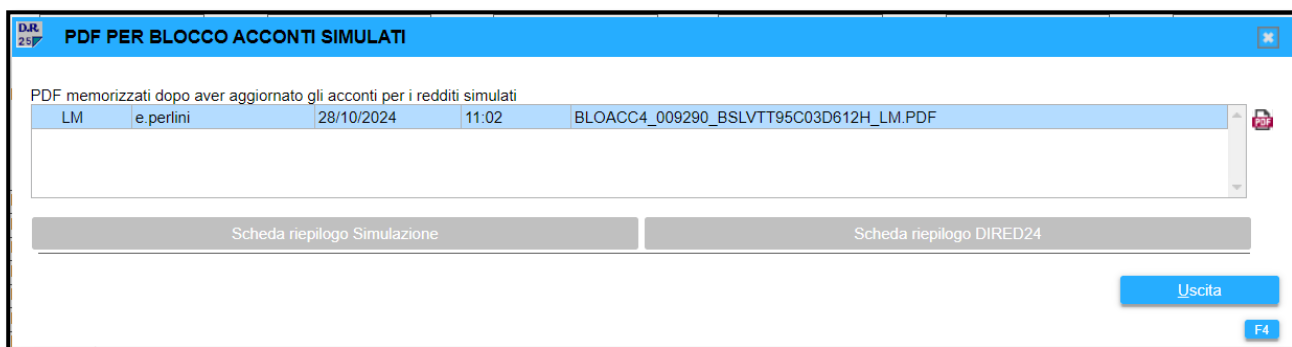 D.R. 25 PDF PER BLOCCO ACCONTI SIMULATI
PDF memorizzati dopo aver aggiornato gli acconti per i redditi simulati
LM e.perlini 28/10/2024 11:02 BLOACC4_009290_BSLVTT95C03D612H_LM.PDF
PDF
Scheda riepilogo Simulazione Scheda riepilogo DIRED24
Uscita
F4